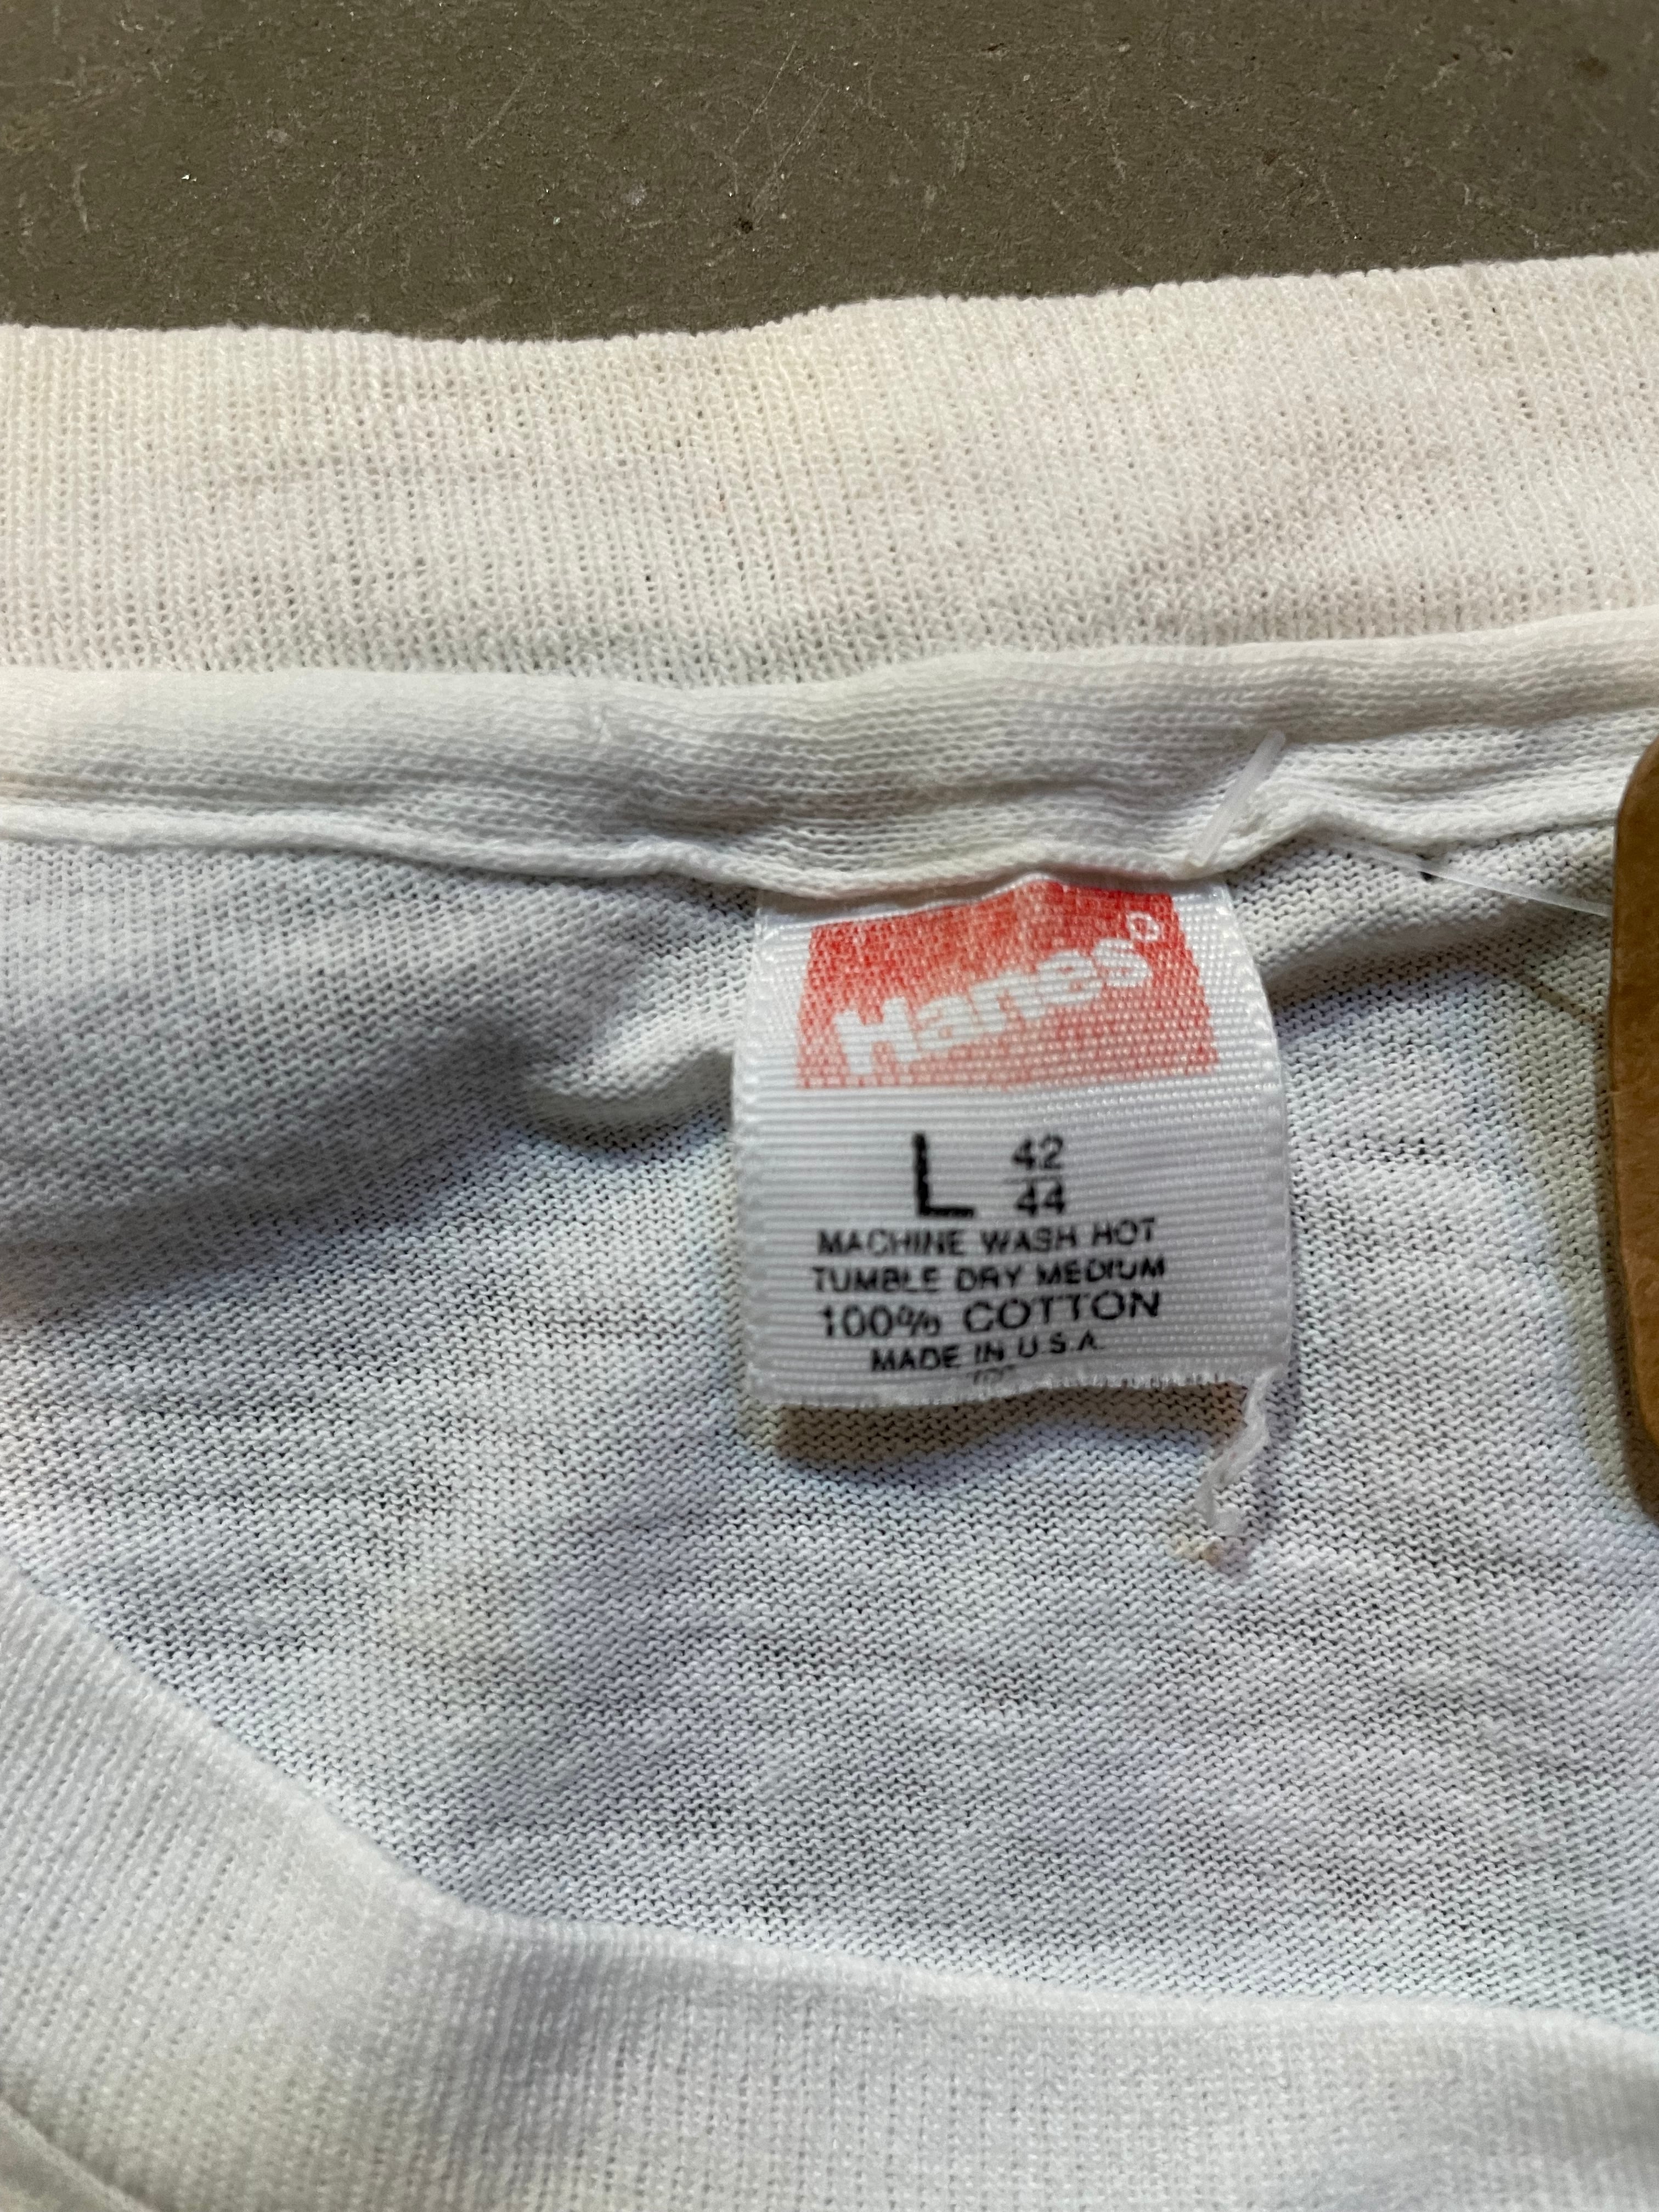 Hanes®
L 42/44
MACHINE WASH HOT
TUMBLE DRY MEDIUM
100% COTTON
MADE IN U.S.A.